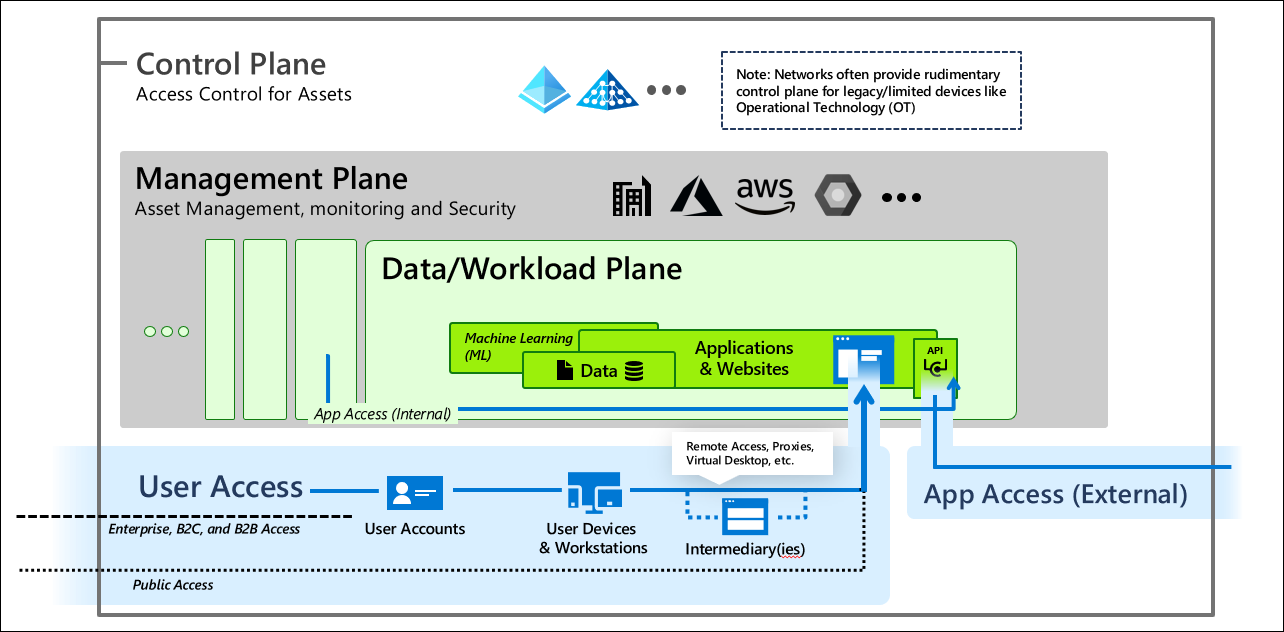 Control Plane
Access Control for Assets
Note: Networks often provide rudimentary
control plane for legacy/limited devices like
Operational Technology (OT)
Management Plane
Asset Management, monitoring and Security
aws
Data/Workload Plane
Machine Learning
(ML)
Data
Applications
& Websites
API
App Access (Internal)
Remote Access, Proxies,
Virtual Desktop, etc.
User Access
App Access (External)
Enterprise, B2C, and B2B Access
User Accounts
User Devices
& Workstations
Intermediary(ies)
Public Access